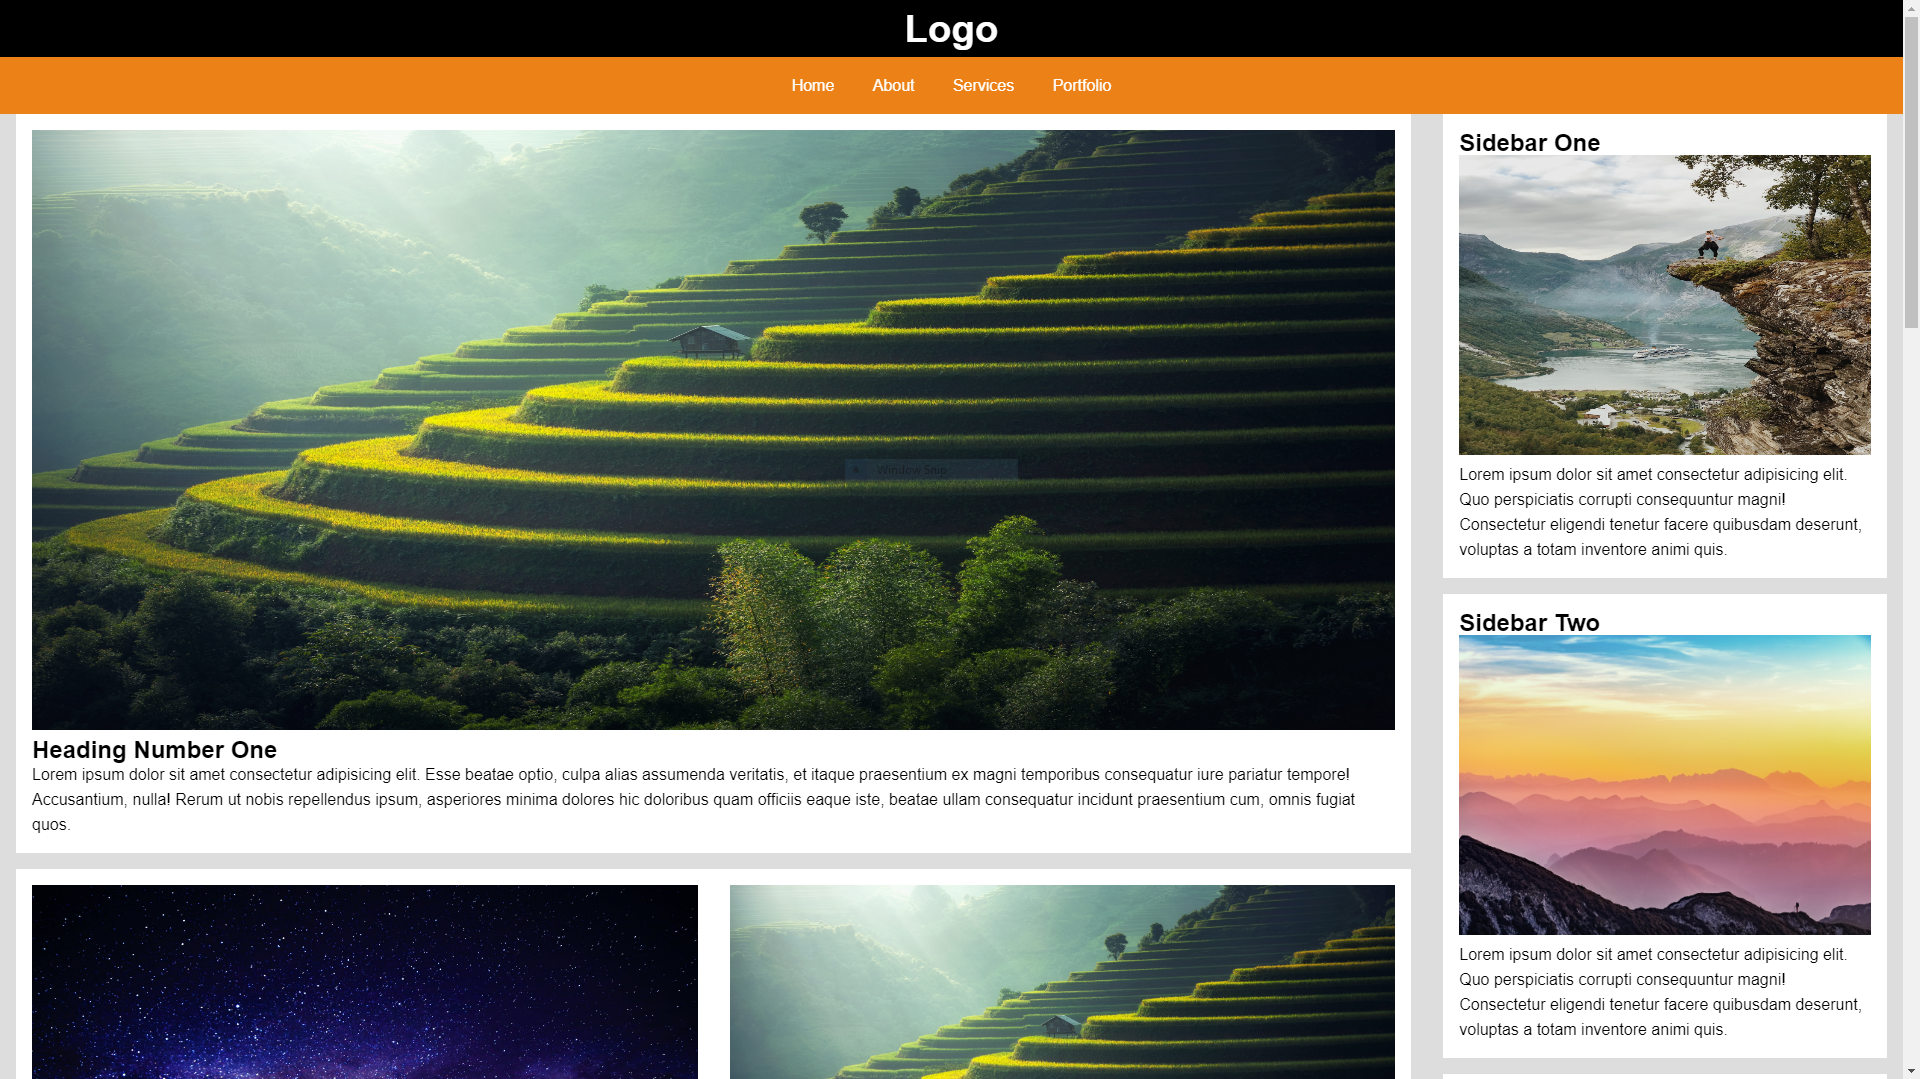 Logo
Home About Services Portfolio
Heading Number One
Lorem ipsum dolor sit amet consectetur adipisicing elit. Esse beatae optio, culpa alias assumenda veritatis, et itaque praesentium ex magni temporibus consequatur iure pariatur tempore!
Accusantium, nulla! Rerum ut nobis repellendus ipsum, asperiores minima dolores hic doloribus quam officiis eaque iste, beatae ullam consequatur incidunt praesentium cum, omnis fugiat
quos.
Window Snip
Sidebar One
Lorem ipsum dolor sit amet consectetur adipisicing elit.
Quo perspiciatis corrupti consequuntur magni!
Consectetur eligendi tenetur facere quibusdam deserunt,
voluptas a totam inventore animi quis.
Sidebar Two
Lorem ipsum dolor sit amet consectetur adipisicing elit.
Quo perspiciatis corrupti consequuntur magni!
Consectetur eligendi tenetur facere quibusdam deserunt,
voluptas a totam inventore animi quis.